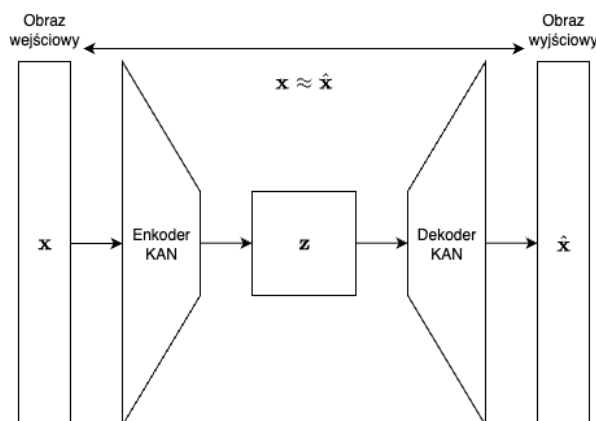 Obraz
wejściowy
Obraz
wyjściowy
x ≈ x̂
x
Enkoder
KAN
z
Dekoder
KAN
x̂